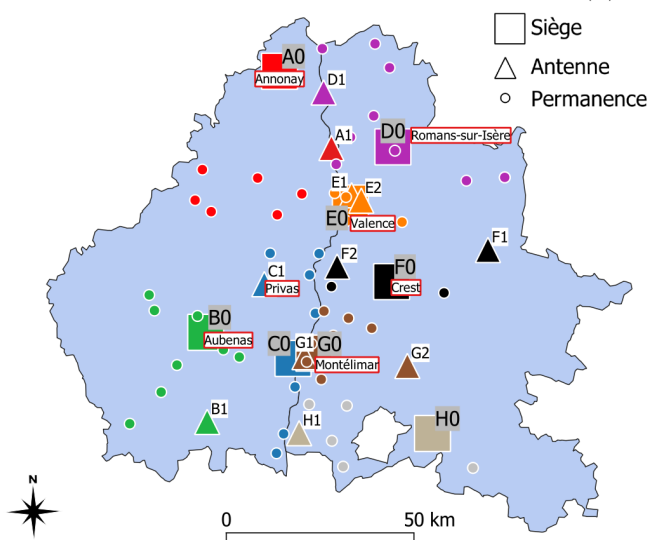 Siège
Antenne
Permanence
A0
Annonay
D1
A1
D0
Romans-sur-Isère
E1
E2
E0
Valence
F1
F2
F0
Crest
C1
Privas
B0
Aubenas
C0
G1
G0
Montélimar
G2
B1
H1
H0
N
0
50 km